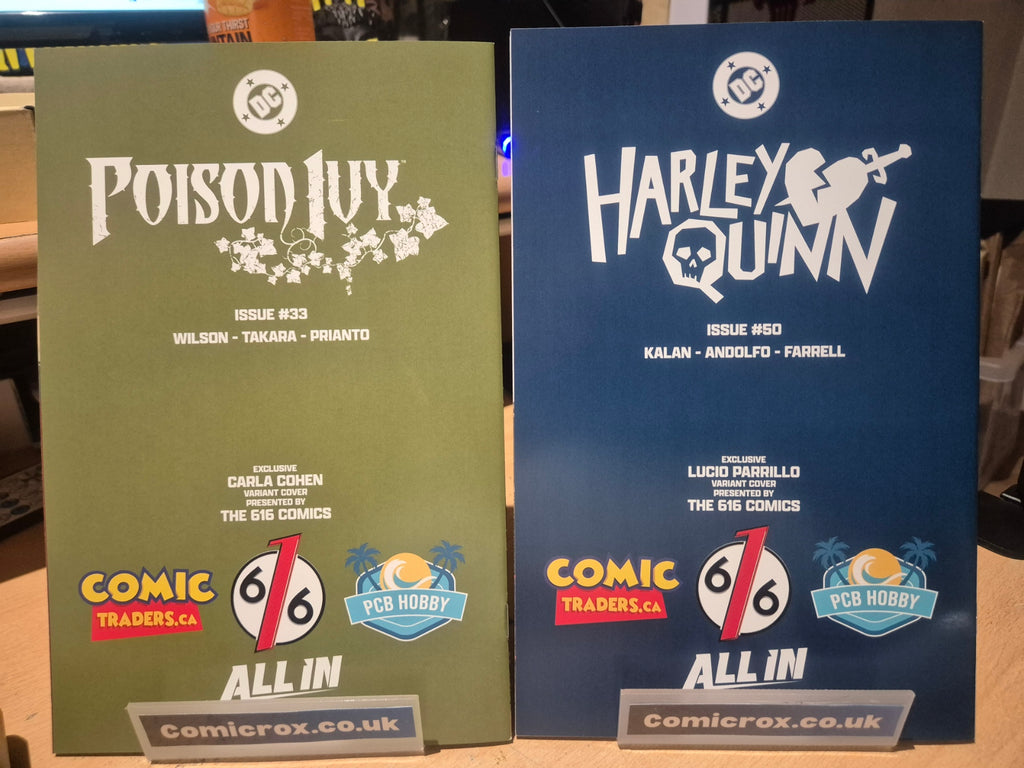 OUR THIRST
NTAIN
DC
POISON IVY
ISSUE #33
WILSON - TAKARA - PRIANTO
EXCLUSIVE
CARLA COHEN
VARIANT COVER
PRESENTED BY
THE 616 COMICS
COMIC
TRADERS.CA
616
PCB HOBBY
ALL IN
Comicrox.co.uk
DC
HARLEY
QUINN
ISSUE #50
KALAN - ANDOLFO - FARRELL
EXCLUSIVE
LUCIO PARRILLO
VARIANT COVER
PRESENTED BY
THE 616 COMICS
COMIC
TRADERS.CA
616
PCB HOBBY
ALL IN
Comicrox.co.uk